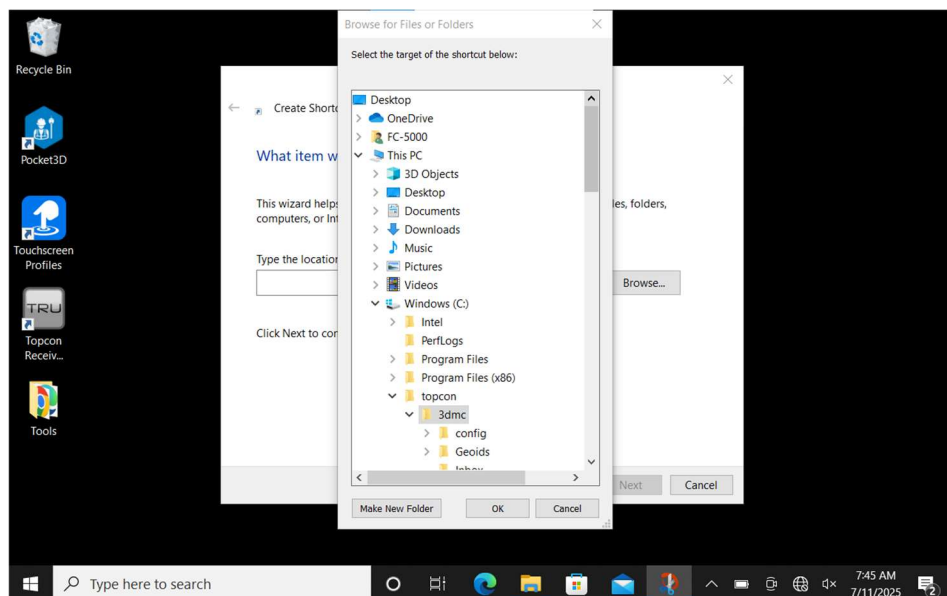 Recycle Bin
Pocket3D
Touchscreen
Profiles
TRU
Topcon
Receiv...
Tools
Create Shortc
What item w
This wizard helps
les, folders,
computers, or Int
Type the location
Browse...
Click Next to con
Next
Cancel
Browse for Files or Folders
Select the target of the shortcut below:
Desktop
OneDrive
FC-5000
This PC
3D Objects
Desktop
Documents
Downloads
Music
Pictures
Videos
Windows (C:)
Intel
PerfLogs
Program Files
Program Files (x86)
topcon
3dmc
config
Geoids
Inbox
Make New Folder
OK
Cancel
Type here to search
7:45 AM
7/11/2025
2